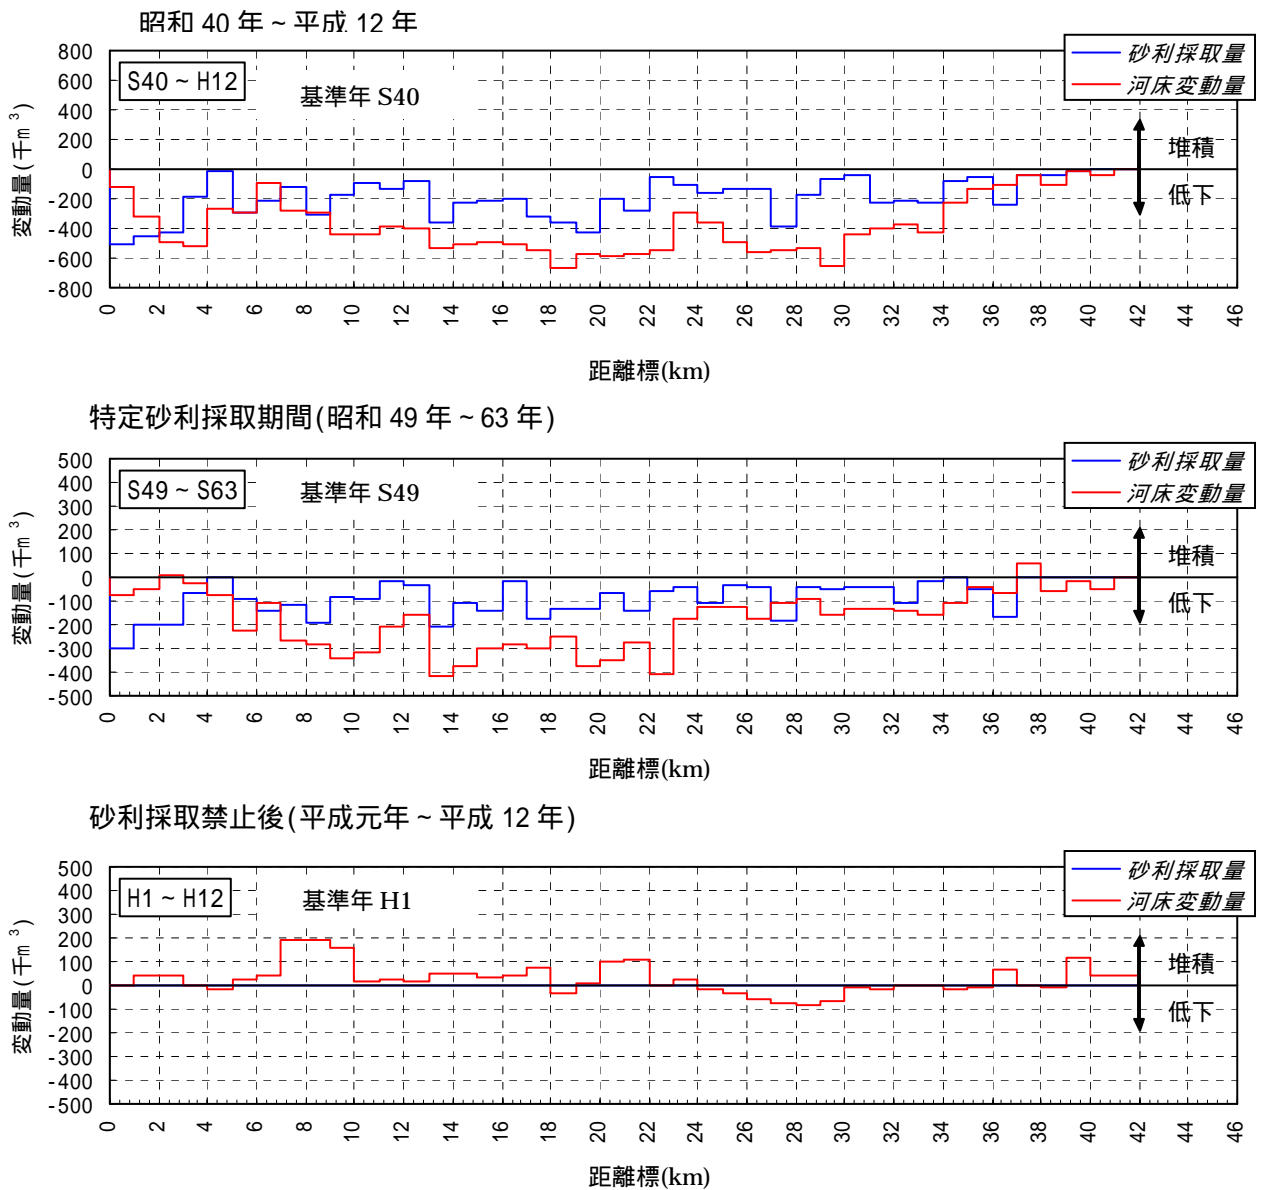 昭和 40 年 ~ 平成 12 年
800
600
400
200
0
-200
-400
-600
-800
変動量(千m³)
S40 ~ H12
基準年 S40
砂利採取量
河床変動量
堆積
低下
0 2 4 6 8 10 12 14 16 18 20 22 24 26 28 30 32 34 36 38 40 42 44 46
距離標(km)
特定砂利採取期間(昭和 49 年 ~ 63 年)
500
400
300
200
100
0
-100
-200
-300
-400
-500
変動量(千m³)
S49 ~ S63
基準年 S49
砂利採取量
河床変動量
堆積
低下
0 2 4 6 8 10 12 14 16 18 20 22 24 26 28 30 32 34 36 38 40 42 44 46
距離標(km)
砂利採取禁止後(平成元年 ~ 平成 12 年)
500
400
300
200
100
0
-100
-200
-300
-400
-500
変動量(千m³)
H1 ~ H12
基準年 H1
砂利採取量
河床変動量
堆積
低下
0 2 4 6 8 10 12 14 16 18 20 22 24 26 28 30 32 34 36 38 40 42 44 46
距離標(km)